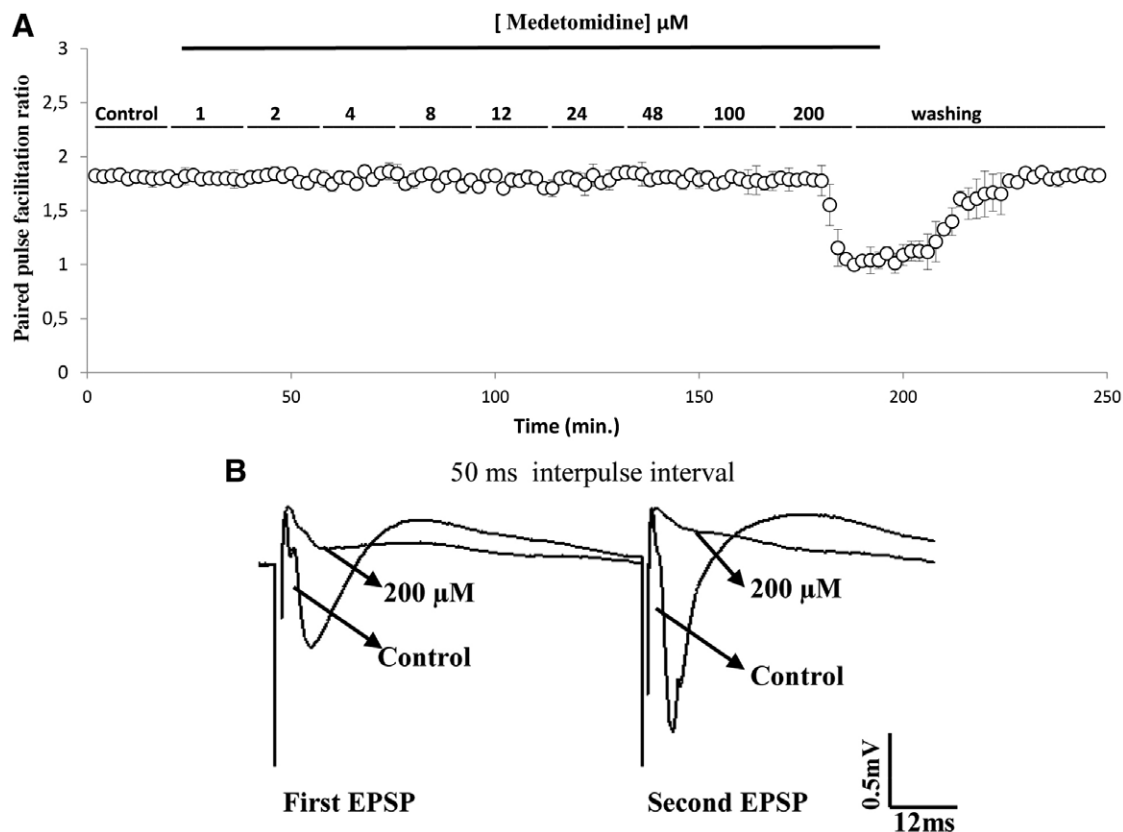 A
[ Medetomidine] µM
Paired pulse facilitation ratio
3
2,5
2
1,5
1
0,5
0
Control 1 2 4 8 12 24 48 100 200 washing
0 50 100 150 200 250
Time (min.)
B
50 ms interpulse interval
200 µM
Control
200 µM
Control
First EPSP
Second EPSP
0.5mV
12ms